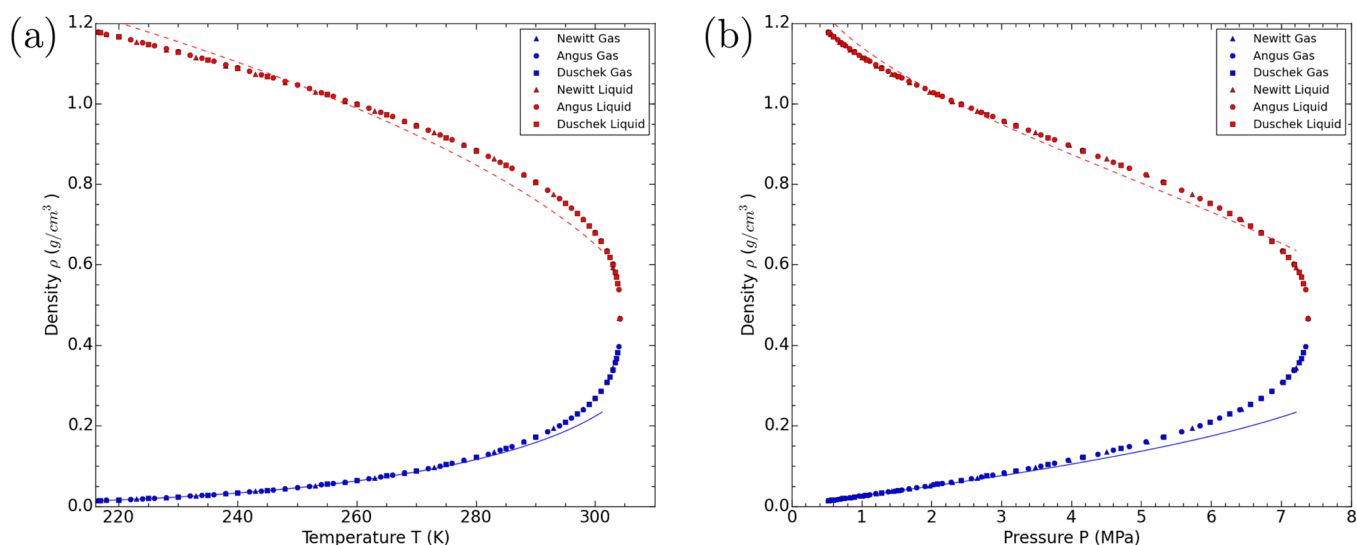 (a)
Density ρ (g/cm³)
1.2
1.0
0.8
0.6
0.4
0.2
0.0
220 240 260 280 300
Temperature T (K)
Newitt Gas
Angus Gas
Duschek Gas
Newitt Liquid
Angus Liquid
Duschek Liquid
(b)
Density ρ (g/cm³)
1.2
1.0
0.8
0.6
0.4
0.2
0.0
0 1 2 3 4 5 6 7 8
Pressure P (MPa)
Newitt Gas
Angus Gas
Duschek Gas
Newitt Liquid
Angus Liquid
Duschek Liquid